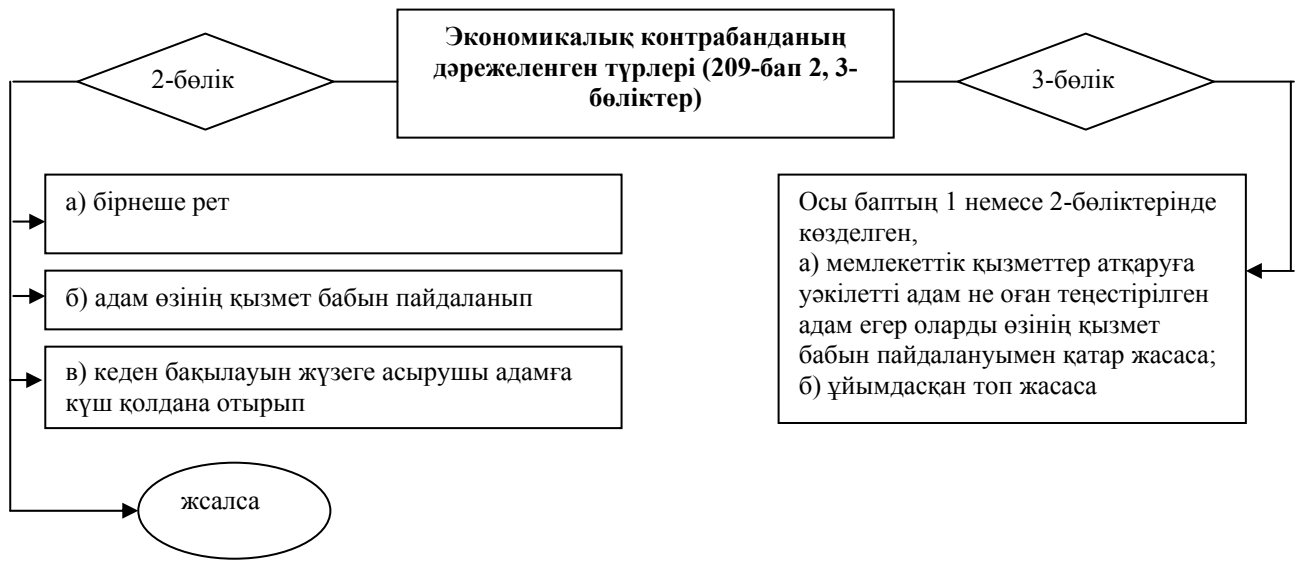 Экономикалық контрабанданың
дәрежеленген түрлері (209-бап 2, 3-
бөліктер)
2-бөлік
3-бөлік
а) бірнеше рет
б) адам өзінің қызмет бабын пайдаланып
в) кеден бақылауын жүзеге асырушы адамға
күш қолдана отырып
жсалса
Осы баптың 1 немесе 2-бөліктерінде
көзделген,
а) мемлекеттік қызметтер атқаруға
уәкілетті адам не оған теңестірілген
адам егер оларды өзінің қызмет
бабын пайдалануымен қатар жасаса;
б) ұйымдасқан топ жасаса